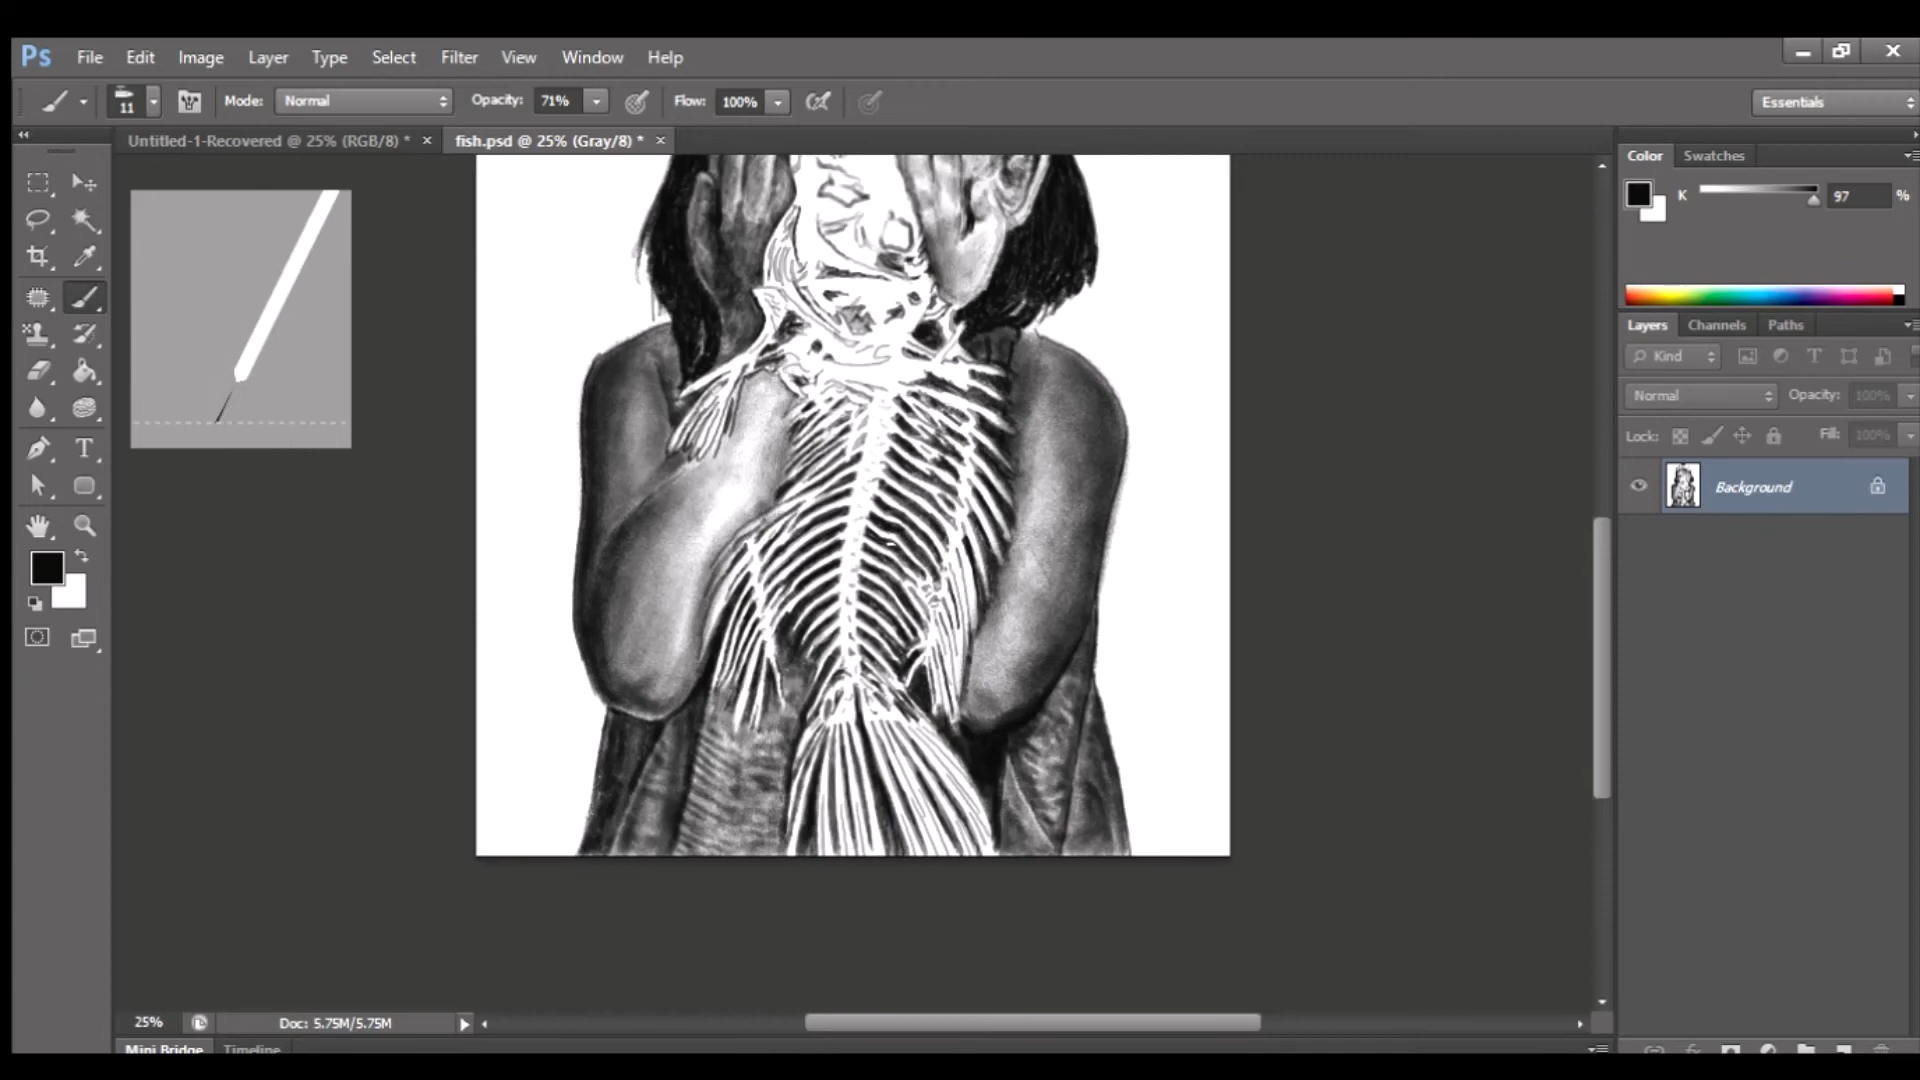 Ps File Edit Image Layer Type Select Filter View Window Help
11 Mode: Normal Opacity: 71% Flow: 100% Essentials
Untitled-1-Recovered @ 25% (RGB/8) * × fish.psd @ 25% (Gray/8) * ×
Color Swatches
K 97 %
Layers Channels Paths
Kind
Normal Opacity: 100%
Lock: Fill: 100%
Background
25% Doc: 5.75M/5.75M
Mini Bridge Timeline